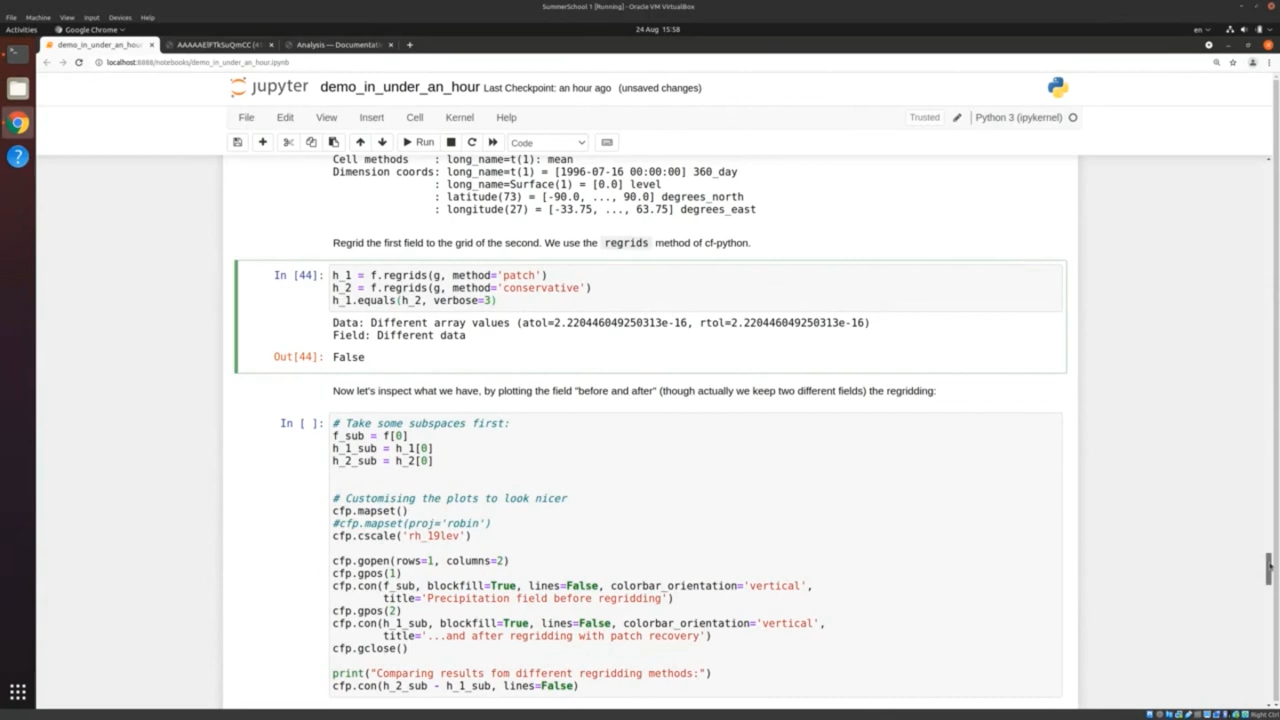 SummerSchool 1 [Running] - Oracle VM VirtualBox
File Machine View Input Devices Help
Activities Google Chrome 24 Aug 15:58 en
demo_in_under_an_hour AAAAAElFTkSuQmCC (4 Analysis — Documentat
localhost:8888/notebooks/demo_in_under_an_hour.ipynb
jupyter demo_in_under_an_hour Last Checkpoint: an hour ago (unsaved changes)
File Edit View Insert Cell Kernel Help Trusted Python 3 (ipykernel)
Run Code
Cell methods : long_name=t(1): mean
Dimension coords: long_name=t(1) = [1996-07-16 00:00:00] 360_day
: long_name=Surface(1) = [0.0] level
: latitude(73) = [-90.0, ..., 90.0] degrees_north
: longitude(27) = [-33.75, ..., 63.75] degrees_east
Regrid the first field to the grid of the second. We use the regrids method of cf-python.
In [44]: h_1 = f.regrids(g, method='patch')
h_2 = f.regrids(g, method='conservative')
h_1.equals(h_2, verbose=3)
Data: Different array values (atol=2.220446049250313e-16, rtol=2.220446049250313e-16)
Field: Different data
Out[44]: False
Now let's inspect what we have, by plotting the field "before and after" (though actually we keep two different fields) the regridding:
In [ ]: # Take some subspaces first:
f_sub = f[0]
h_1_sub = h_1[0]
h_2_sub = h_2[0]
# Customising the plots to look nicer
cfp.mapset()
#cfp.mapset(proj='robin')
cfp.cscale('rh_19lev')
cfp.gopen(rows=1, columns=2)
cfp.gpos(1)
cfp.con(f_sub, blockfill=True, lines=False, colorbar_orientation='vertical',
title='Precipitation field before regridding')
cfp.gpos(2)
cfp.con(h_1_sub, blockfill=True, lines=False, colorbar_orientation='vertical',
title='...and after regridding with patch recovery')
cfp.gclose()
print("Comparing results fom different regridding methods:")
cfp.con(h_2_sub - h_1_sub, lines=False)
Right Ctrl